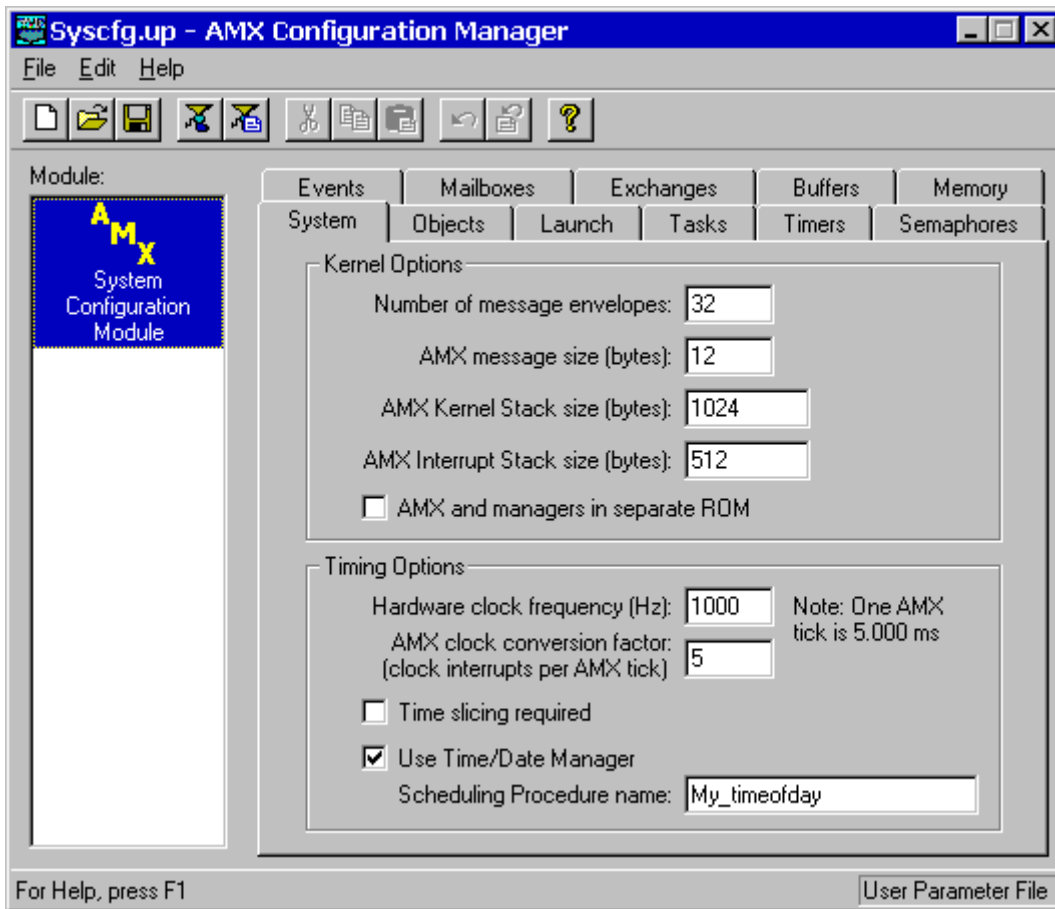 Syscfg.up - AMX Configuration Manager
File Edit Help
Module:
AMX
System
Configuration
Module
Events Mailboxes Exchanges Buffers Memory
System Objects Launch Tasks Timers Semaphores
Kernel Options
Number of message envelopes: 32
AMX message size (bytes): 12
AMX Kernel Stack size (bytes): 1024
AMX Interrupt Stack size (bytes): 512
AMX and managers in separate ROM
Timing Options
Hardware clock frequency (Hz): 1000
Note: One AMX
tick is 5.000 ms
AMX clock conversion factor:
(clock interrupts per AMX tick) 5
Time slicing required
Use Time/Date Manager
Scheduling Procedure name: My_timeofday
For Help, press F1
User Parameter File